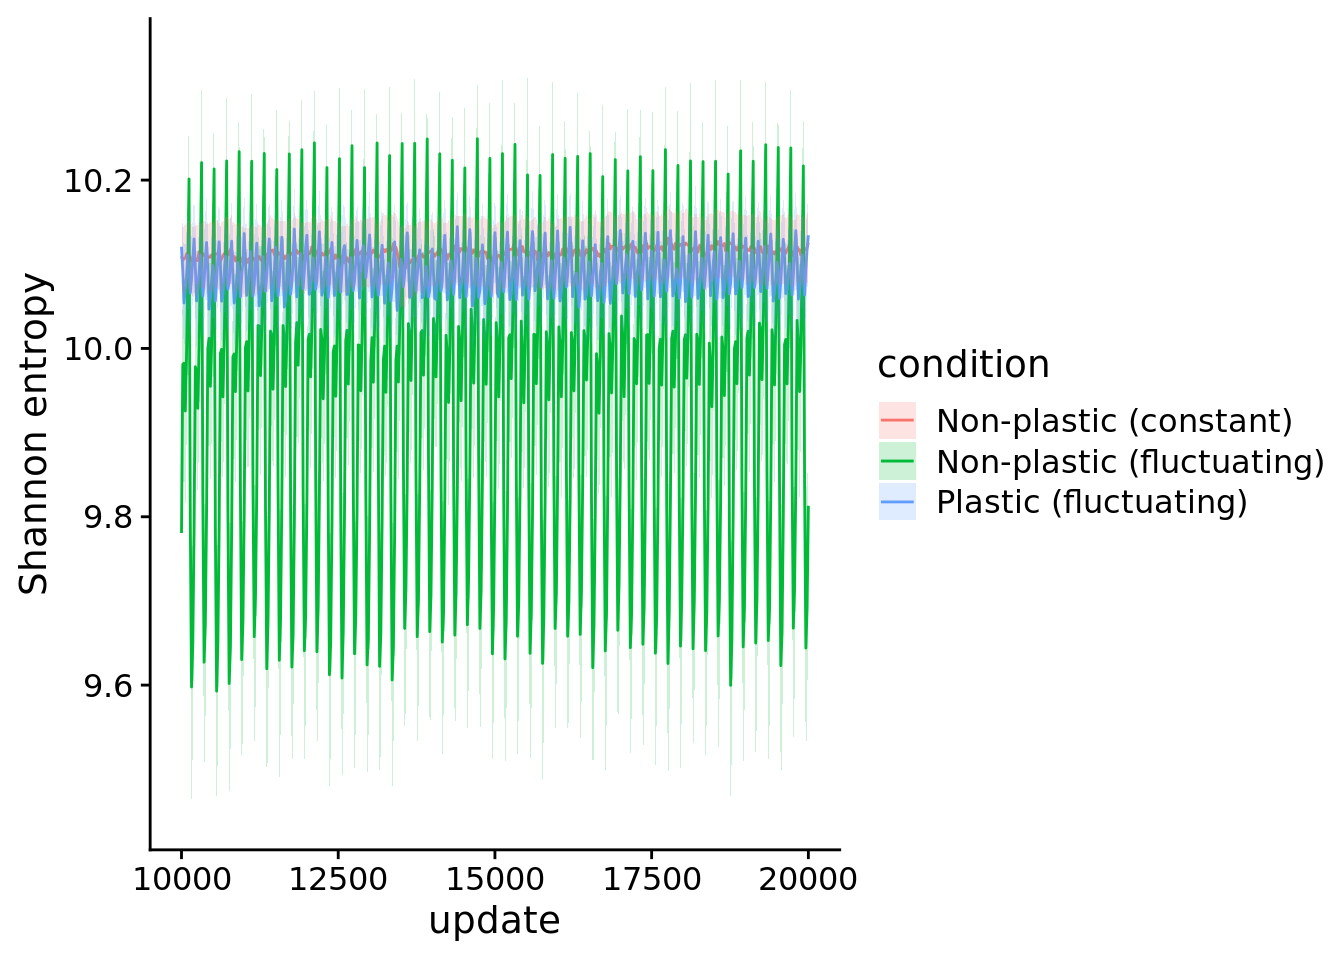 Shannon entropy
10.2
10.0
9.8
9.6
10000 12500 15000 17500 20000
update
condition
Non-plastic (constant)
Non-plastic (fluctuating)
Plastic (fluctuating)